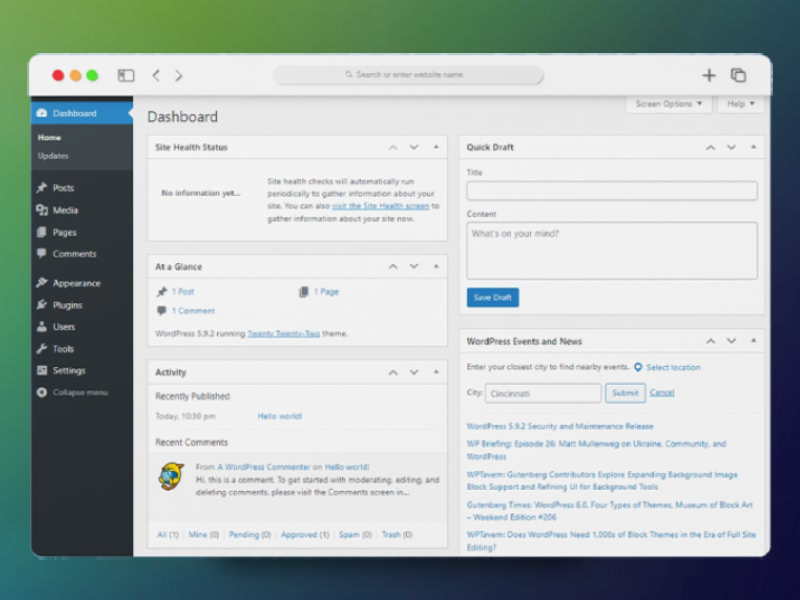 Search or enter website name
Dashboard
Home
Updates
Posts
Media
Pages
Comments
Appearance
Plugins
Users
Tools
Settings
Collapse menu
Screen Options
Help
Dashboard
Site Health Status
No information yet...
Site health checks will automatically run
periodically to gather information about your
site. You can also visit the Site Health screen to
gather information about your site now.
At a Glance
1 Post
1 Page
1 Comment
WordPress 5.9.2 running Twenty Twenty-Two theme.
Activity
Recently Published
Today, 10:30 pm
Hello world!
Recent Comments
From A WordPress Commenter on Hello world!
Hi, this is a comment. To get started with moderating, editing, and
deleting comments, please visit the Comments screen in...
All (1) | Mine (0) | Pending (0) | Approved (1) | Spam (0) | Trash (0)
Quick Draft
Title
Content
What's on your mind?
Save Draft
WordPress Events and News
Enter your closest city to find nearby events. Select location
City: Cincinnati Submit Cancel
WordPress 5.9.2 Security and Maintenance Release
WP Briefing: Episode 26: Matt Mullenweg on Ukraine, Community, and
WordPress
WPTavern: Gutenberg Contributors Explore Expanding Background Image
Block Support and Refining UI for Background Tools
Gutenberg Times: WordPress 6.0, Four Types of Themes, Museum of Block Art
– Weekend Edition #206
WPTavern: Does WordPress Need 1,000s of Block Themes in the Era of Full Site
Editing?